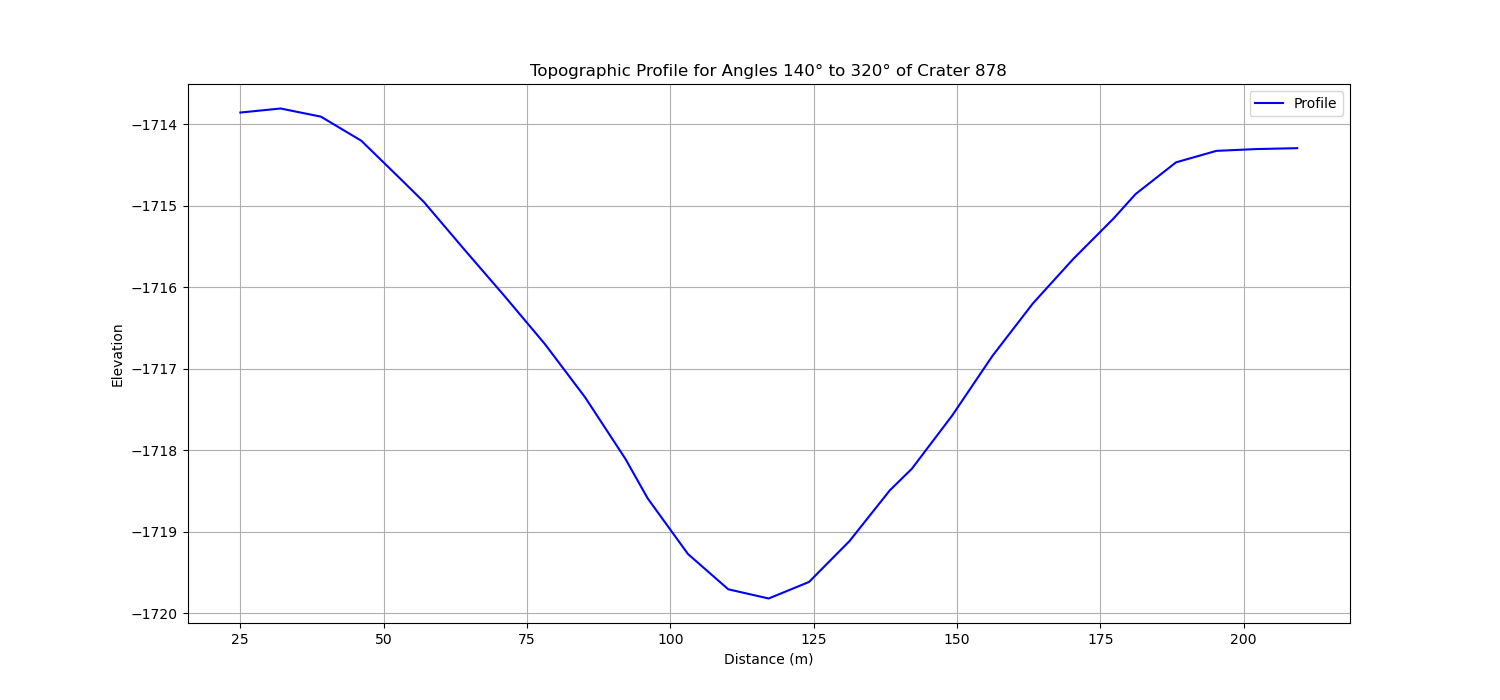 Topographic Profile for Angles 140° to 320° of Crater 878
Profile
Elevation
−1714
−1715
−1716
−1717
−1718
−1719
−1720
25 50 75 100 125 150 175 200
Distance (m)